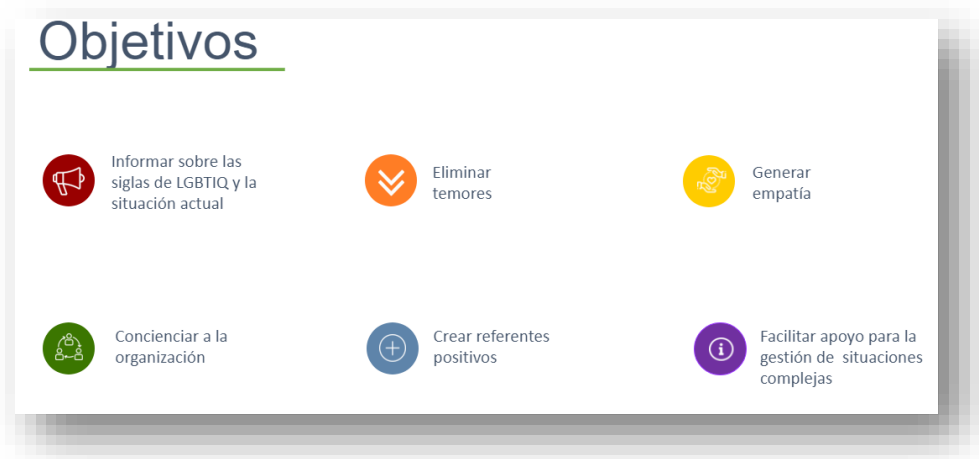 Objetivos
Informar sobre las
siglas de LGBTIQ y la
situación actual
Eliminar
temores
Generar
empatía
Concienciar a la
organización
Crear referentes
positivos
Facilitar apoyo para la
gestión de situaciones
complejas